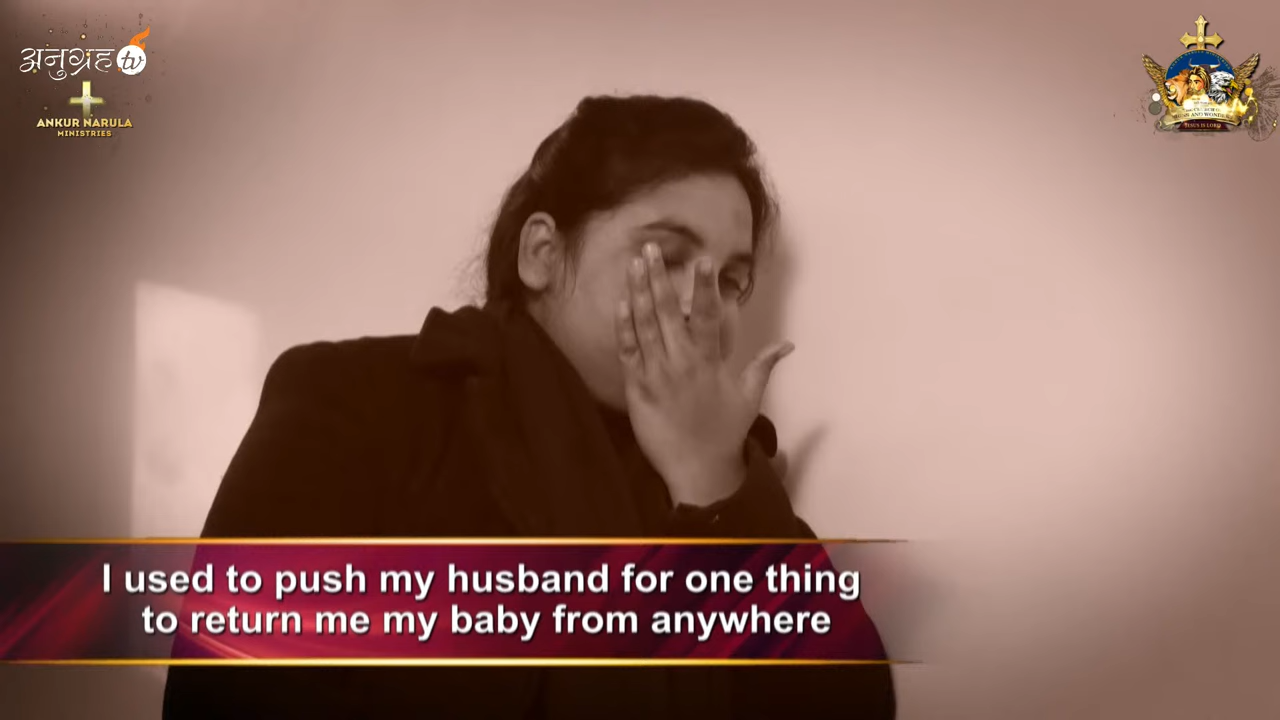 अनुग्रह tv
ANKUR NARULA
MINISTRIES
JESUS IS LORD
I used to push my husband for one thing
to return me my baby from anywhere